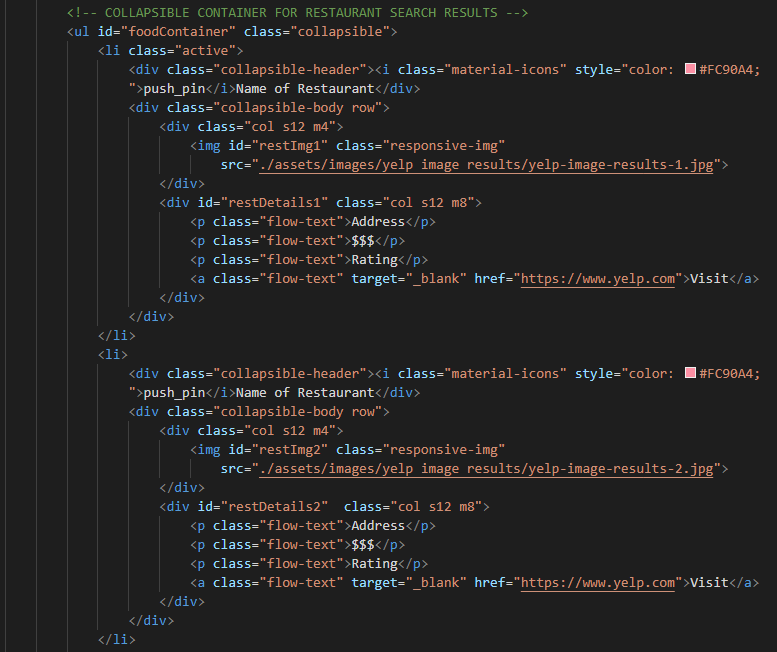 <!-- COLLAPSIBLE CONTAINER FOR RESTAURANT SEARCH RESULTS -->
<ul id="foodContainer" class="collapsible">
<li class="active">
<div class="collapsible-header"><i class="material-icons" style="color: #FC90A4;
">push_pin</i>Name of Restaurant</div>
<div class="collapsible-body row">
<div class="col s12 m4">
<img id="restImg1" class="responsive-img"
src="./assets/images/yelp image results/yelp-image-results-1.jpg">
</div>
<div id="restDetails1" class="col s12 m8">
<p class="flow-text">Address</p>
<p class="flow-text">$$$</p>
<p class="flow-text">Rating</p>
<a class="flow-text" target="_blank" href="https://www.yelp.com">Visit</a>
</div>
</div>
</li>
<li>
<div class="collapsible-header"><i class="material-icons" style="color: #FC90A4;
">push_pin</i>Name of Restaurant</div>
<div class="collapsible-body row">
<div class="col s12 m4">
<img id="restImg2" class="responsive-img"
src="./assets/images/yelp image results/yelp-image-results-2.jpg">
</div>
<div id="restDetails2"  class="col s12 m8">
<p class="flow-text">Address</p>
<p class="flow-text">$$$</p>
<p class="flow-text">Rating</p>
<a class="flow-text" target="_blank" href="https://www.yelp.com">Visit</a>
</div>
</div>
</li>